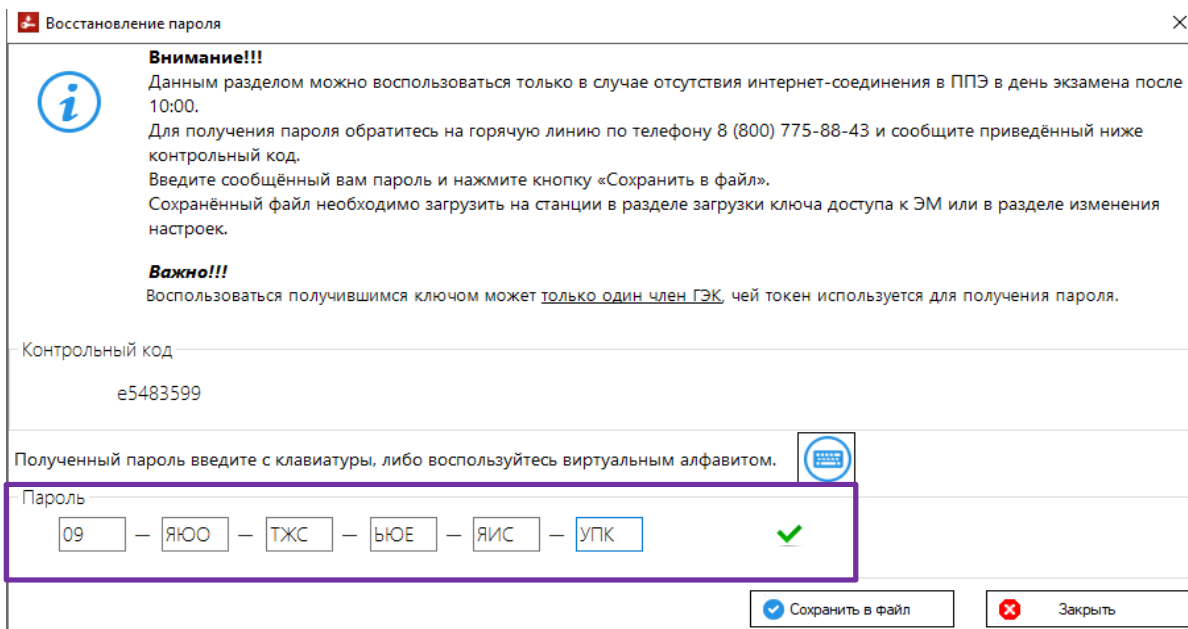 Восстановление пароля
Внимание!!!
Данным разделом можно воспользоваться только в случае отсутствия интернет-соединения в ППЭ в день экзамена после
10:00.
Для получения пароля обратитесь на горячую линию по телефону 8 (800) 775-88-43 и сообщите приведённый ниже
контрольный код.
Введите сообщённый вам пароль и нажмите кнопку «Сохранить в файл».
Сохранённый файл необходимо загрузить на станции в разделе загрузки ключа доступа к ЭМ или в разделе изменения
настроек.
Важно!!!
Воспользоваться получившимся ключом может только один член ГЭК, чей токен используется для получения пароля.
Контрольный код
e5483599
Полученный пароль введите с клавиатуры, либо воспользуйтесь виртуальным алфавитом.
Пароль
09 — ЯЮО — ТЖС — ЬЮЕ — ЯИС — УПК
Сохранить в файл Закрыть